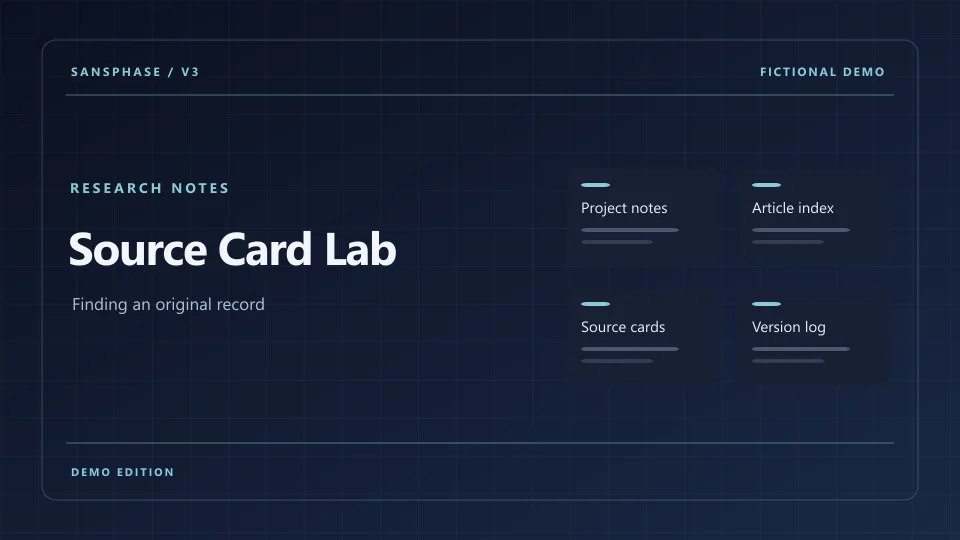 SANSPHASE / V3
FICTIONAL DEMO
RESEARCH NOTES
Source Card Lab
Finding an original record
Project notes
Article index
Source cards
Version log
DEMO EDITION